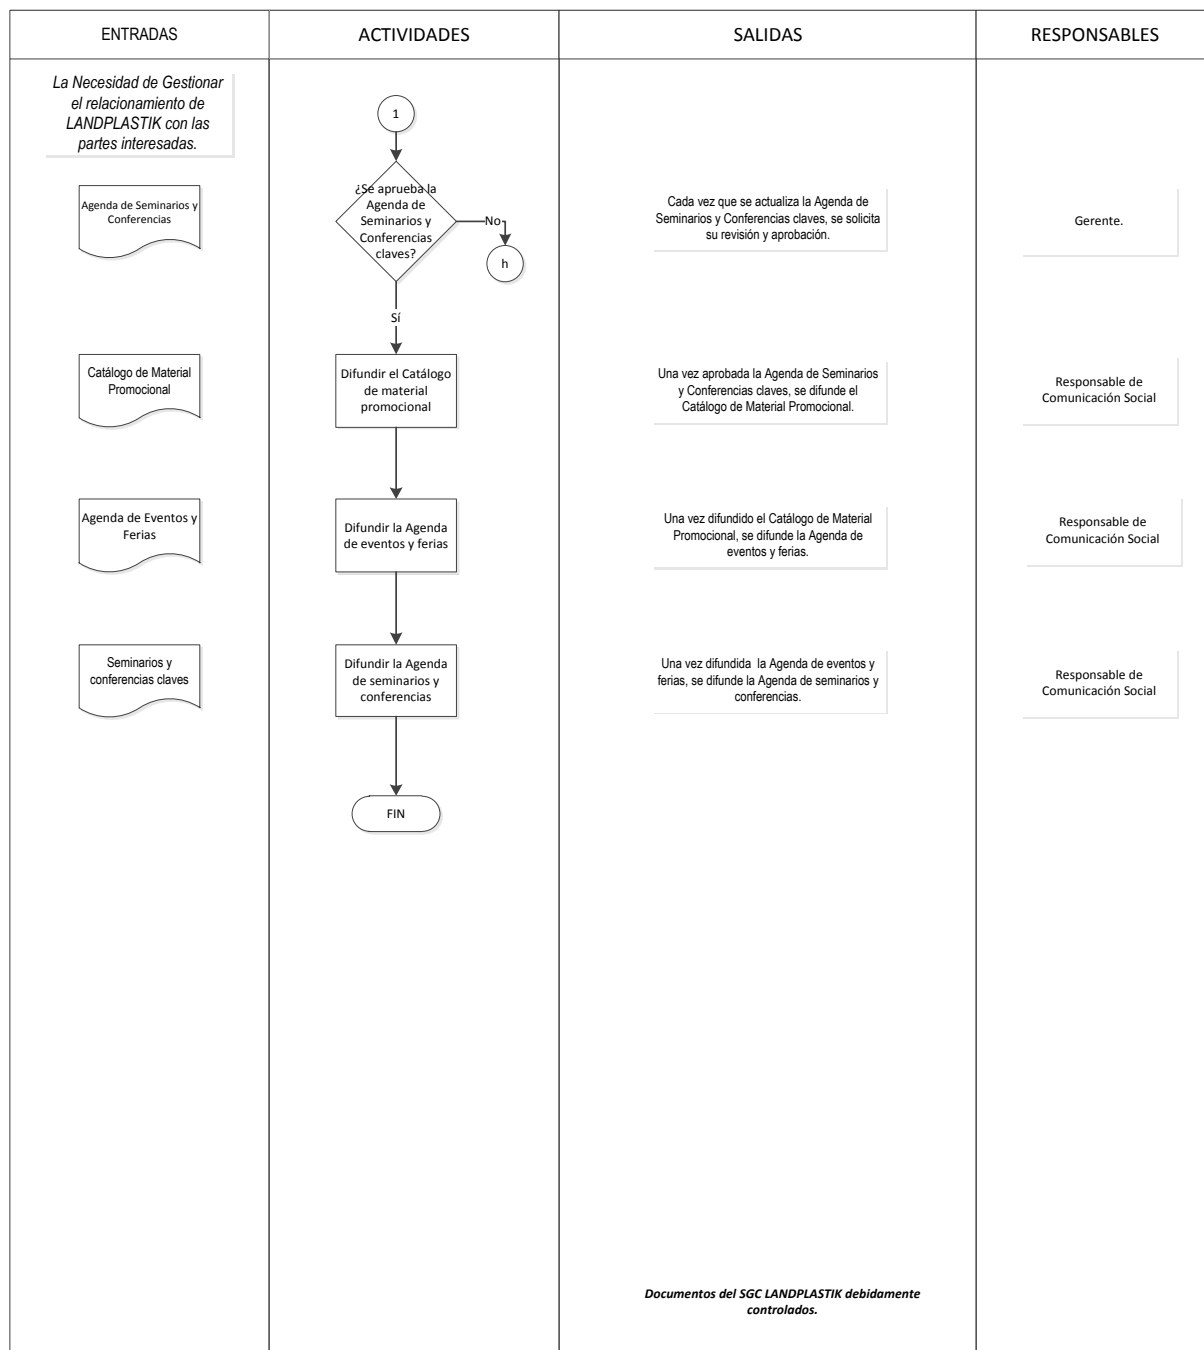 ENTRADAS
ACTIVIDADES
SALIDAS
RESPONSABLES
La Necesidad de Gestionar
el relacionamiento de
LANDPLASTIK con las
partes interesadas.
1
Agenda de Seminarios y
Conferencias
¿Se aprueba la
Agenda de
Seminarios y
Conferencias
claves?
No
h
Sí
Cada vez que se actualiza la Agenda de
Seminarios y Conferencias claves, se solicita
su revisión y aprobación.
Gerente.
Catálogo de Material
Promocional
Difundir el Catálogo
de material
promocional
Una vez aprobada la Agenda de Seminarios
y Conferencias claves, se difunde el
Catálogo de Material Promocional.
Responsable de
Comunicación Social
Agenda de Eventos y
Ferias
Difundir la Agenda
de eventos y ferias
Una vez difundido el Catálogo de Material
Promocional, se difunde la Agenda de
eventos y ferias.
Responsable de
Comunicación Social
Seminarios y
conferencias claves
Difundir la Agenda
de seminarios y
conferencias
Una vez difundida  la Agenda de eventos y
ferias, se difunde la Agenda de seminarios y
conferencias.
Responsable de
Comunicación Social
FIN
Documentos del SGC LANDPLASTIK debidamente
controlados.